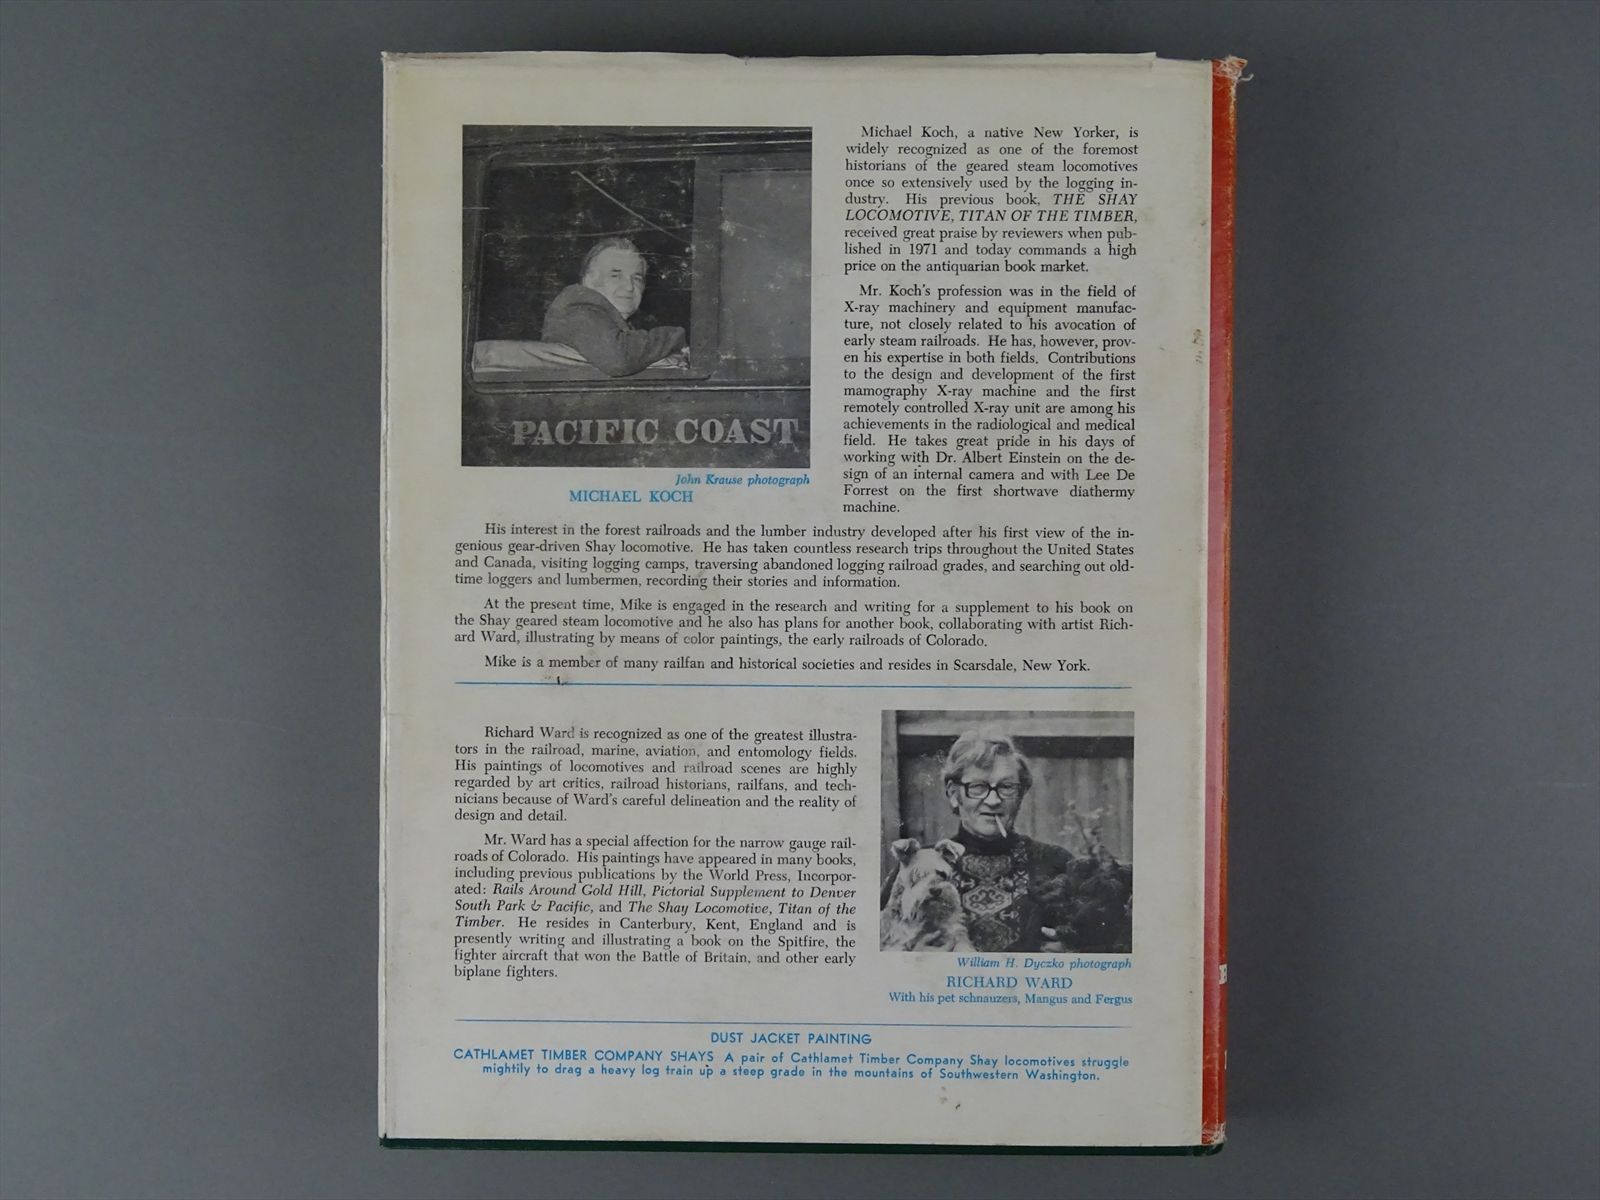 PACIFIC COAST
John Krause photograph
MICHAEL KOCH
Michael Koch, a native New Yorker, is
widely recognized as one of the foremost
historians of the geared steam locomotives
once so extensively used by the logging in-
dustry. His previous book, THE SHAY
LOCOMOTIVE, TITAN OF THE TIMBER,
received great praise by reviewers when pub-
lished in 1971 and today commands a high
price on the antiquarian book market.
Mr. Koch's profession was in the field of
X-ray machinery and equipment manufac-
ture, not closely related to his avocation of
early steam railroads. He has, however, prov-
en his expertise in both fields. Contributions
to the design and development of the first
mamography X-ray machine and the first
remotely controlled X-ray unit are among his
achievements in the radiological and medical
field. He takes great pride in his days of
working with Dr. Albert Einstein on the de-
sign of an internal camera and with Lee De
Forrest on the first shortwave diathermy
machine.
His interest in the forest railroads and the lumber industry developed after his first view of the in-
genious gear-driven Shay locomotive. He has taken countless research trips throughout the United States
and Canada, visiting logging camps, traversing abandoned logging railroad grades, and searching out old-
time loggers and lumbermen, recording their stories and information.
At the present time, Mike is engaged in the research and writing for a supplement to his book on
the Shay geared steam locomotive and he also has plans for another book, collaborating with artist Rich-
ard Ward, illustrating by means of color paintings, the early railroads of Colorado.
Mike is a member of many railfan and historical societies and resides in Scarsdale, New York.
Richard Ward is recognized as one of the greatest illustra-
tors in the railroad, marine, aviation, and entomology fields.
His paintings of locomotives and railroad scenes are highly
regarded by art critics, railroad historians, railfans, and tech-
nicians because of Ward's careful delineation and the reality of
design and detail.
Mr. Ward has a special affection for the narrow gauge rail-
roads of Colorado. His paintings have appeared in many books,
including previous publications by the World Press, Incorpor-
ated: Rails Around Gold Hill, Pictorial Supplement to Denver
South Park & Pacific, and The Shay Locomotive, Titan of the
Timber. He resides in Canterbury, Kent, England and is
presently writing and illustrating a book on the Spitfire, the
fighter aircraft that won the Battle of Britain, and other early
biplane fighters.
William H. Dyczko photograph
RICHARD WARD
With his pet schnauzers, Mangus and Fergus
DUST JACKET PAINTING
CATHLAMET TIMBER COMPANY SHAYS A pair of Cathlamet Timber Company Shay locomotives struggle
mightily to drag a heavy log train up a steep grade in the mountains of Southwestern Washington.